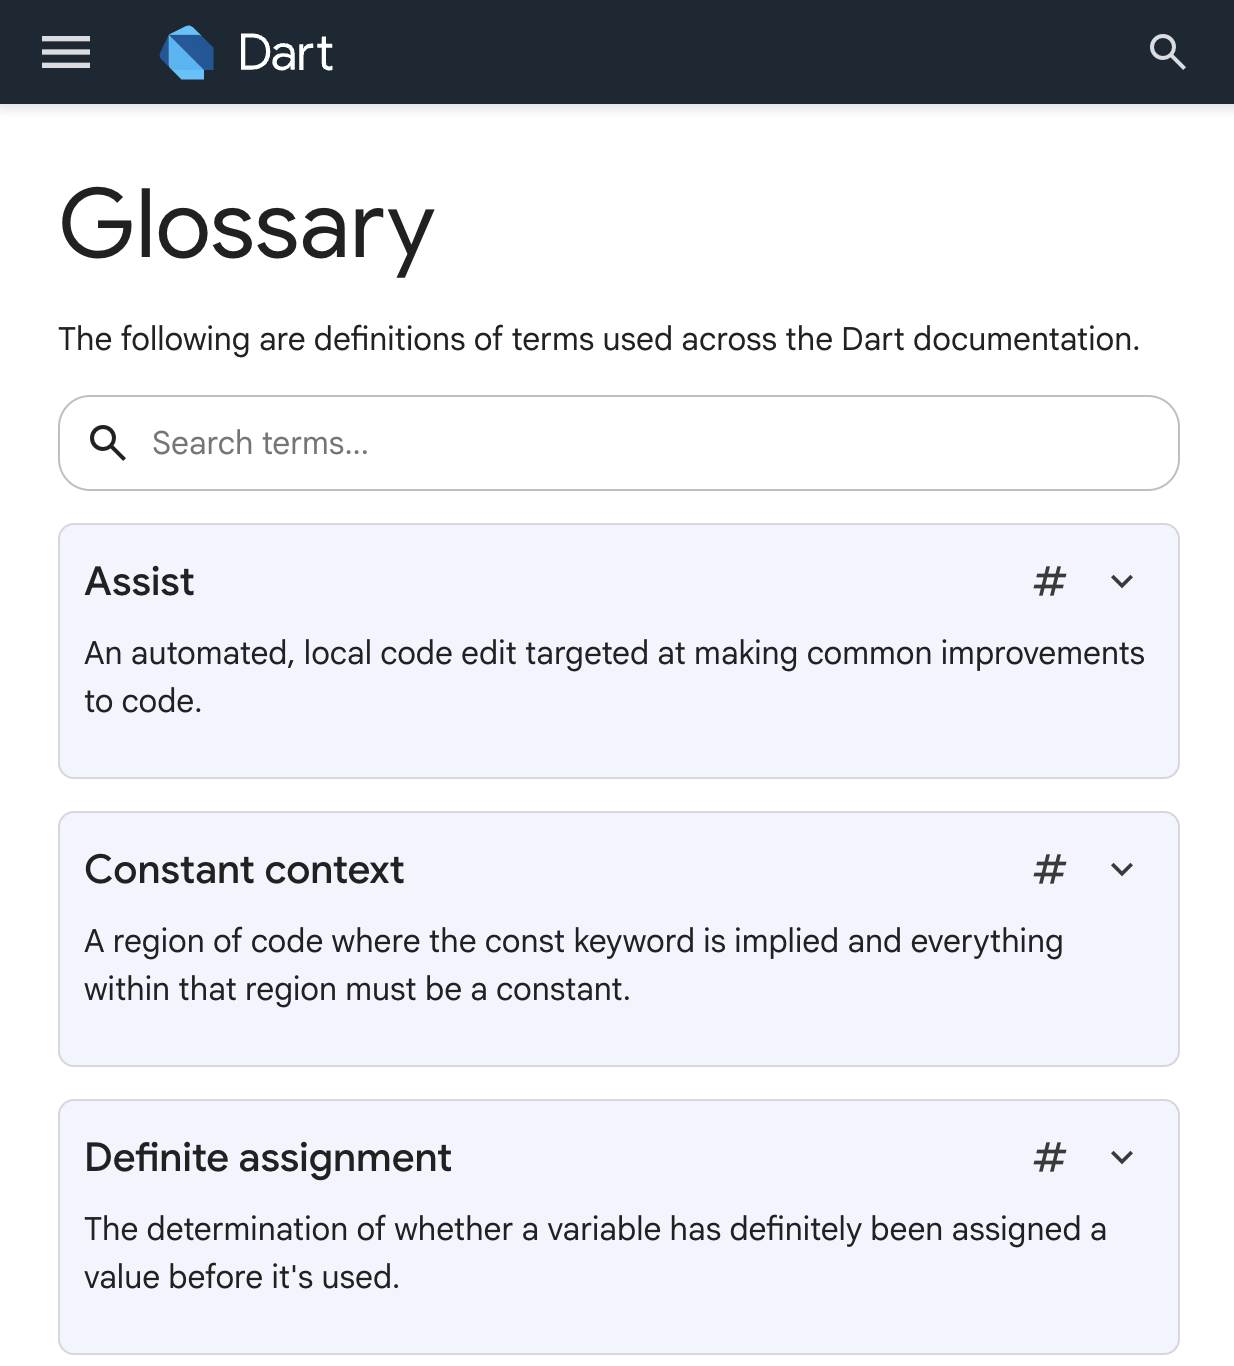 Dart
Glossary
The following are definitions of terms used across the Dart documentation.
Search terms...
Assist #
An automated, local code edit targeted at making common improvements
to code.
Constant context #
A region of code where the const keyword is implied and everything
within that region must be a constant.
Definite assignment #
The determination of whether a variable has definitely been assigned a
value before it's used.